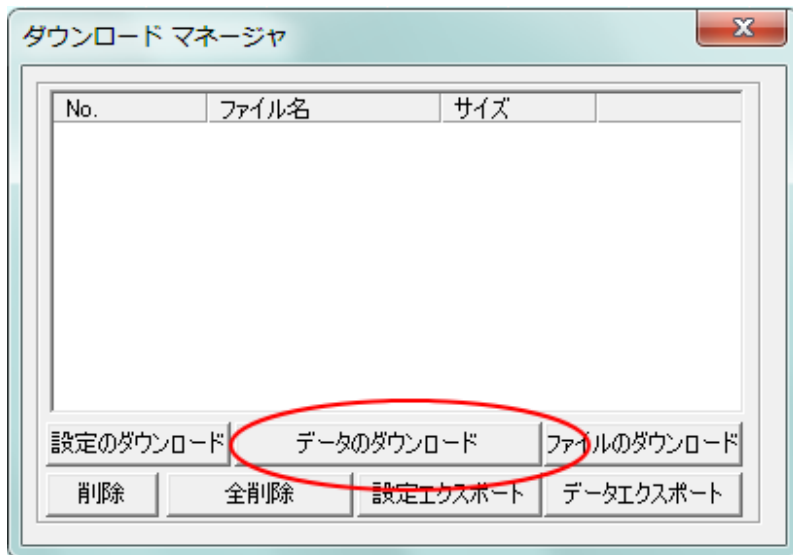 ダウンロード マネージャ
No. ファイル名 サイズ
設定のダウンロード データのダウンロード ファイルのダウンロード
削除 全削除 設定エクスポート データエクスポート